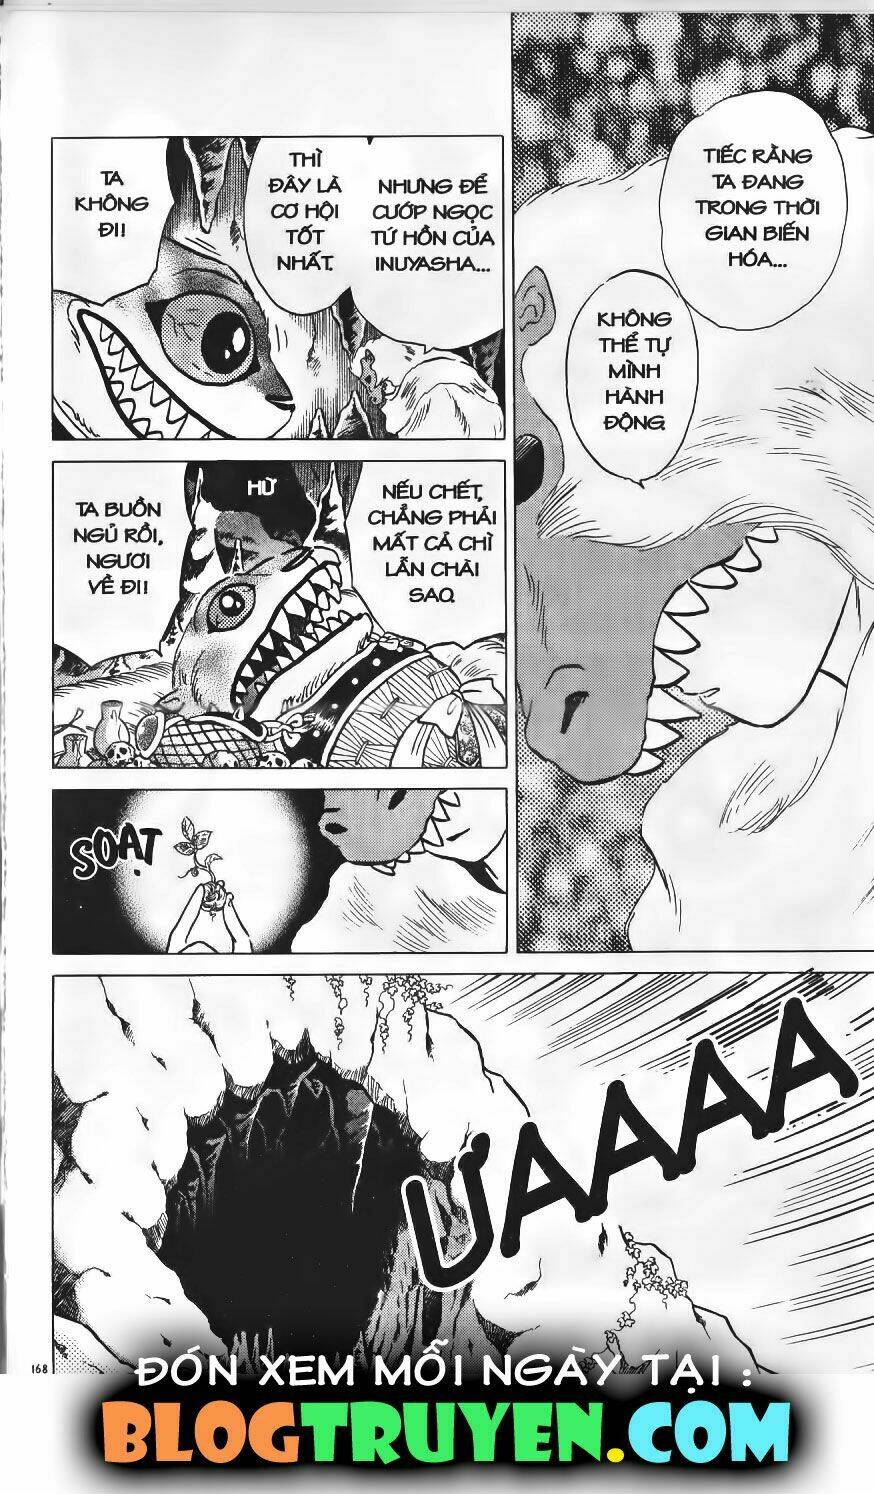 TIẾC RẰNG
TA ĐANG
TRONG THỜI
GIAN BIẾN
HÓA...
KHÔNG
THỂ TỰ
MÌNH
HÀNH
ĐỘNG.
NHƯNG ĐỂ
CƯỚP NGỌC
TỨ HỒN CỦA
INUYASHA...
THÌ
ĐÂY LÀ
CƠ HỘI
TỐT
NHẤT.
TA
KHÔNG
ĐI!
NẾU CHẾT,
CHẲNG PHẢI
MẤT CẢ CHÌ
LẪN CHÀI
SAO.
HỪ
TA BUỒN
NGỦ RỒI,
NGƯƠI
VỀ ĐI!
SOẠT
ƯAAAA
168
ĐÓN XEM MỖI NGÀY TẠI :
BLOGTRUYEN.COM